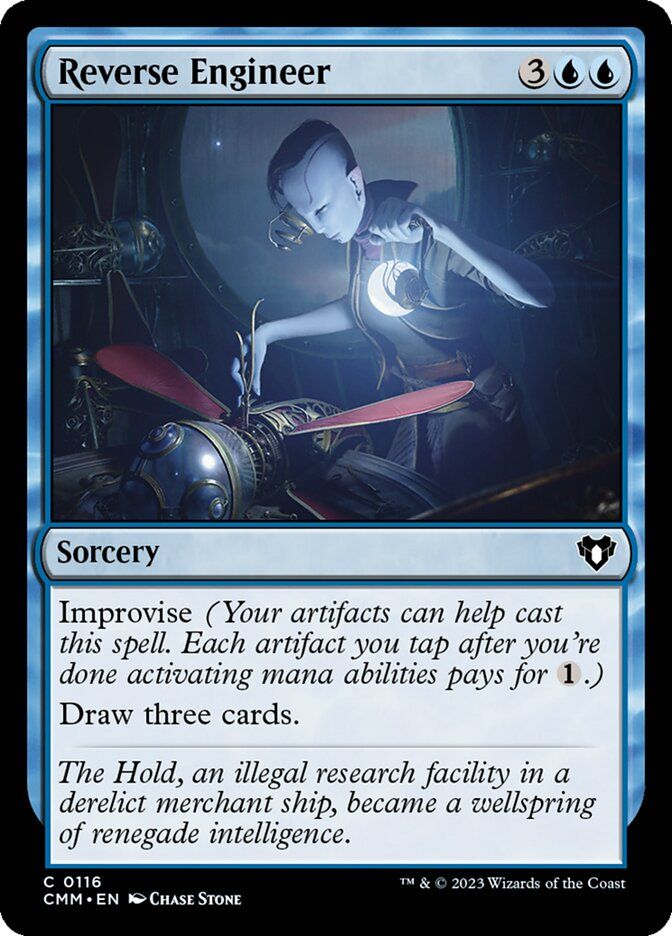 Reverse Engineer 3
Sorcery
Improvise (Your artifacts can help cast
this spell. Each artifact you tap after you're
done activating mana abilities pays for 1.)
Draw three cards.
The Hold, an illegal research facility in a
derelict merchant ship, became a wellspring
of renegade intelligence.
C 0116
CMM • EN Chase Stone
™ & © 2023 Wizards of the Coast